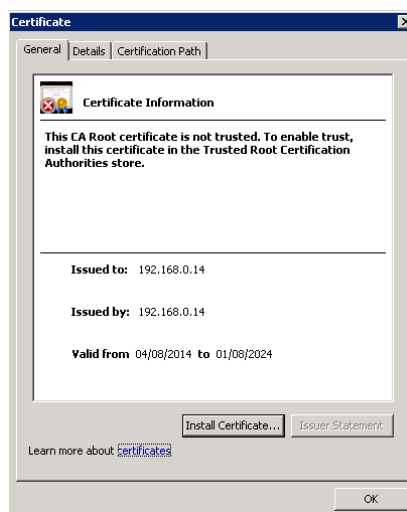 Certificate
General Details Certification Path
Certificate Information
This CA Root certificate is not trusted. To enable trust,
install this certificate in the Trusted Root Certification
Authorities store.
Issued to: 192.168.0.14
Issued by: 192.168.0.14
Valid from 04/08/2014 to 01/08/2024
Install Certificate... Issuer Statement
Learn more about certificates
OK